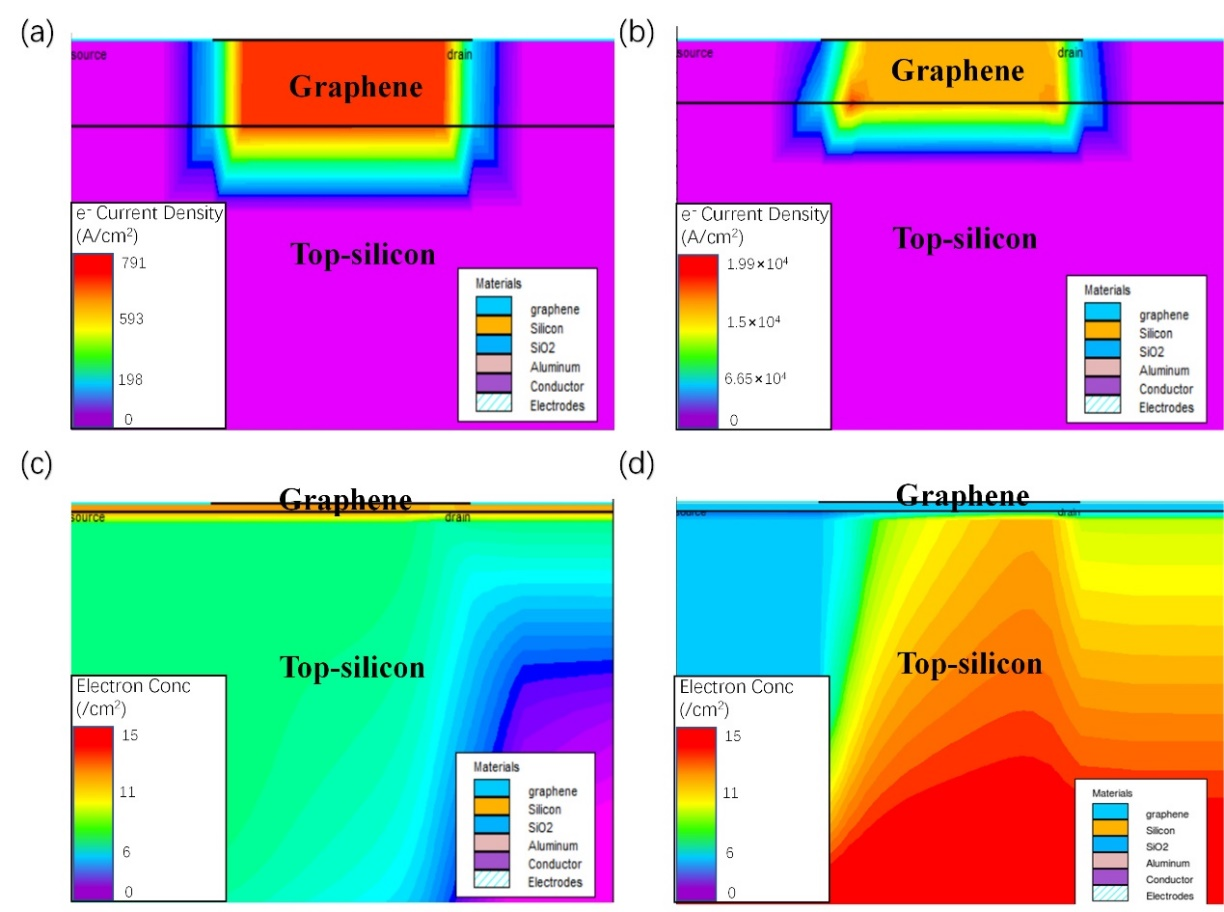 (a)
source
drain
Graphene
Top-silicon
e⁻ Current Density
(A/cm²)
791
593
198
0
Materials
graphene
Silicon
SiO2
Aluminum
Conductor
Electrodes
(b)
source
drain
Graphene
Top-silicon
e⁻ Current Density
(A/cm²)
1.99×10⁴
1.5×10⁴
6.65×10⁴
0
Materials
graphene
Silicon
SiO2
Aluminum
Conductor
Electrodes
(c)
Graphene
source
drain
Top-silicon
Electron Conc
(/cm²)
15
11
6
0
Materials
graphene
Silicon
SiO2
Aluminum
Conductor
Electrodes
(d)
Graphene
source
drain
Top-silicon
Electron Conc
(/cm²)
15
11
6
0
Materials
graphene
Silicon
SiO2
Aluminum
Conductor
Electrodes